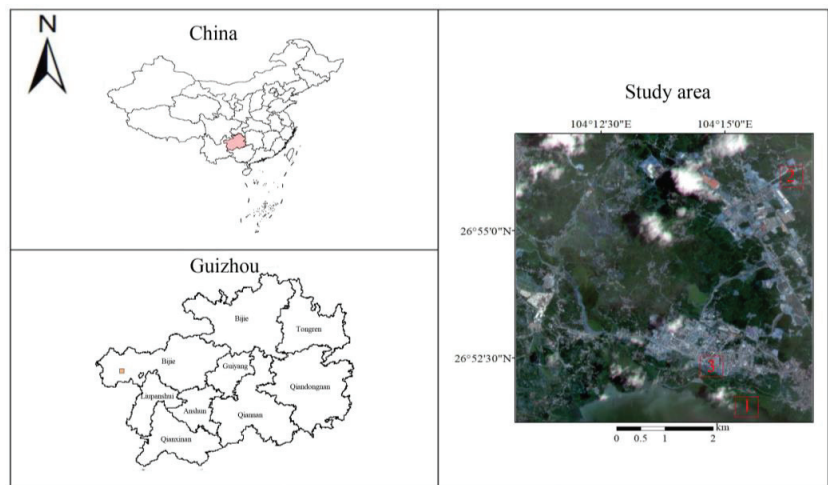 N
China
Guizhou
Bijie
Tongren
Bijie
Guiyang
Qiandongnan
Liupanshui
Anshun
Qiannan
Qianxinan
Study area
104°12'30"E 104°15'0"E
26°55'0"N
26°52'30"N
2
3
1
0 0.5 1 2 km